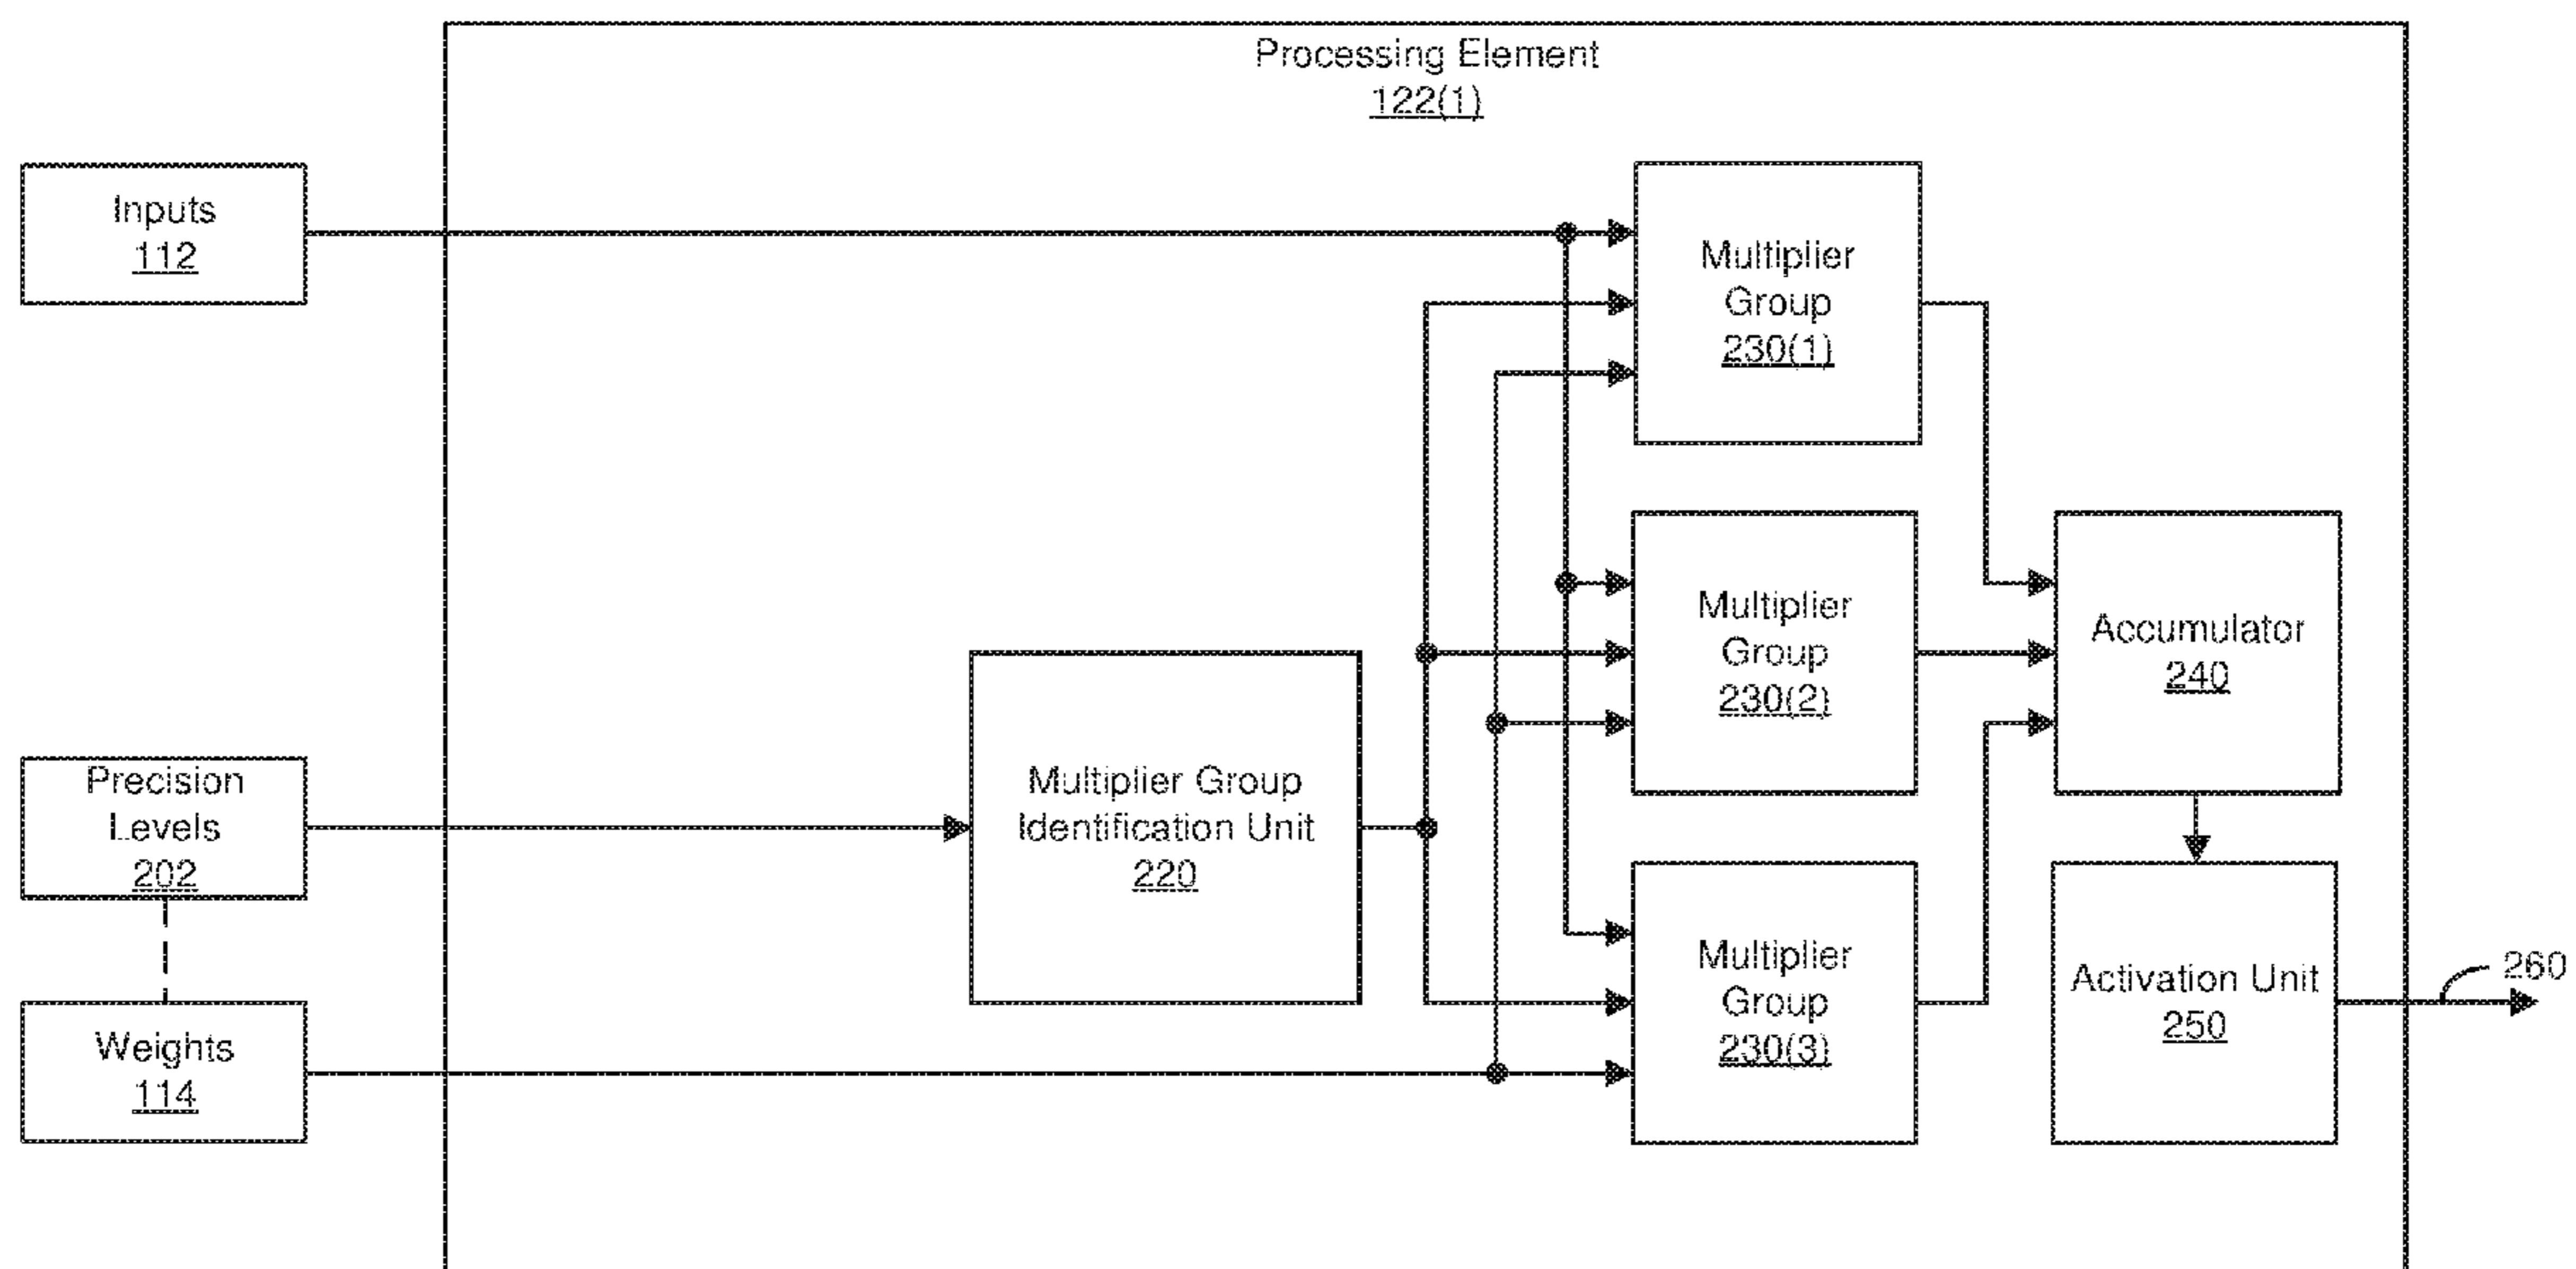 Processing Element
122(1)
Inputs
112
Multiplier
Group
230(1)
Multiplier
Group
230(2)
Accumulator
240
Precision
Levels
202
Multiplier Group
Identification Unit
220
Weights
114
Multiplier
Group
230(3)
Activation Unit
250
260